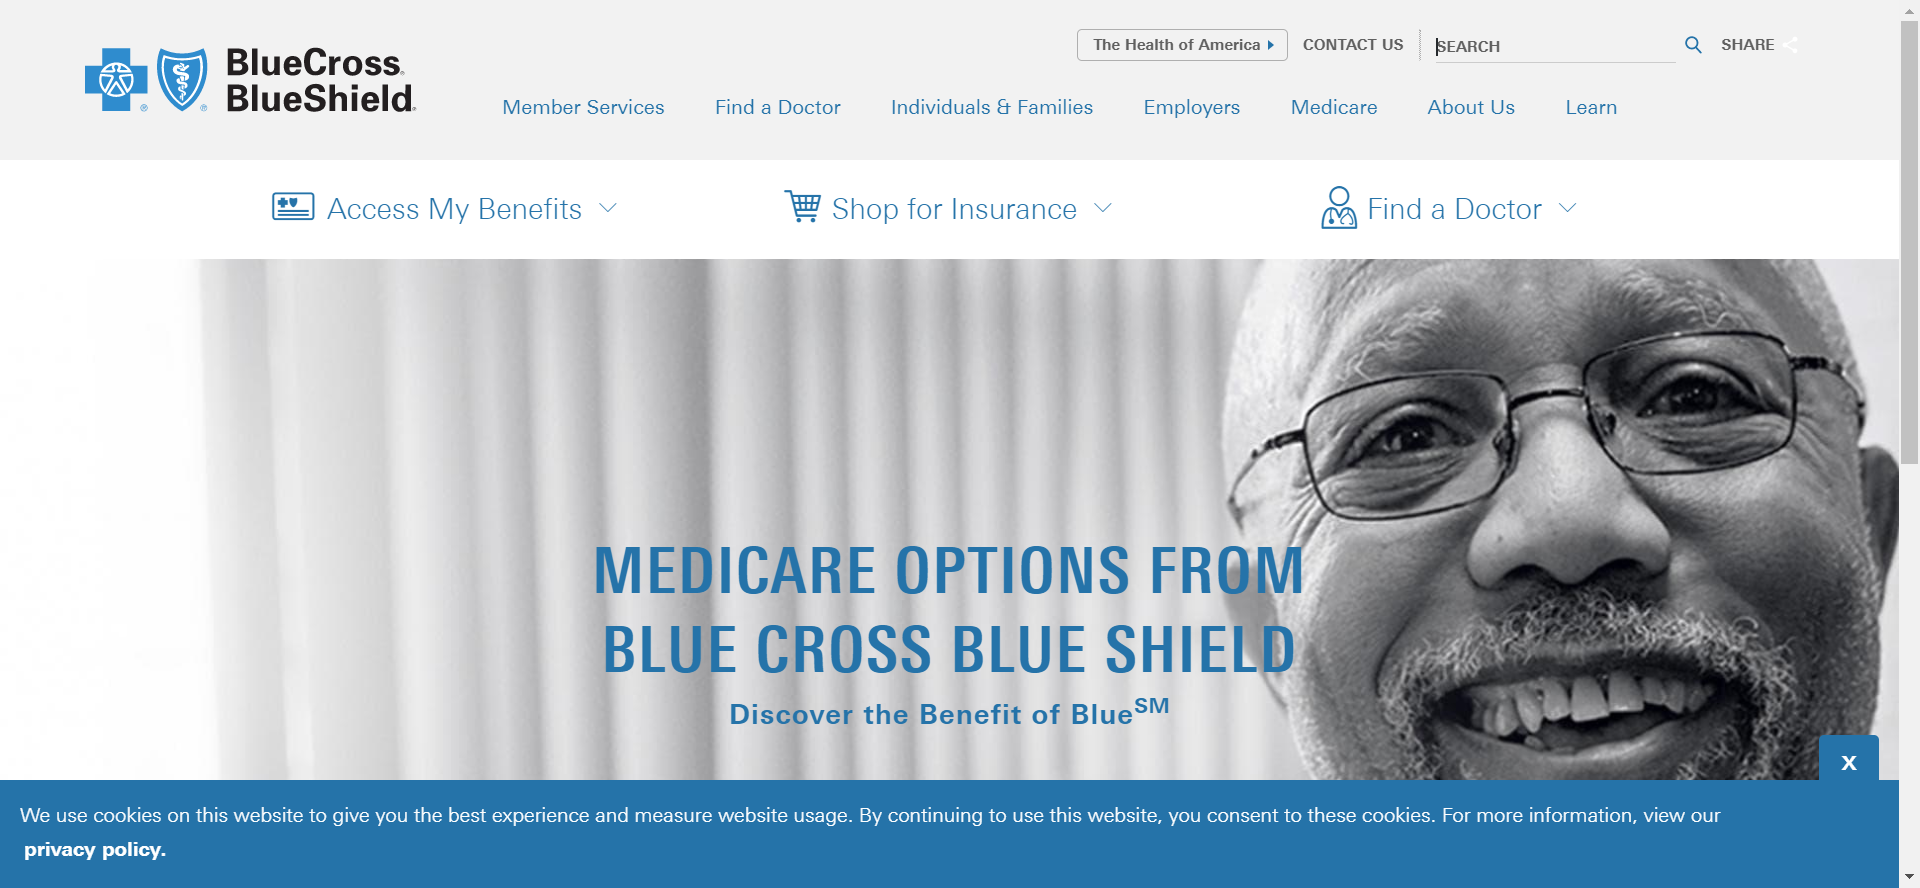 The Health of America
CONTACT US
SEARCH
SHARE
BlueCross®
BlueShield®
® ®
Member Services
Find a Doctor
Individuals & Families
Employers
Medicare
About Us
Learn
Access My Benefits
Shop for Insurance
Find a Doctor
MEDICARE OPTIONS FROM
BLUE CROSS BLUE SHIELD
Discover the Benefit of Blue℠
X
We use cookies on this website to give you the best experience and measure website usage. By continuing to use this website, you consent to these cookies. For more information, view our
privacy policy.